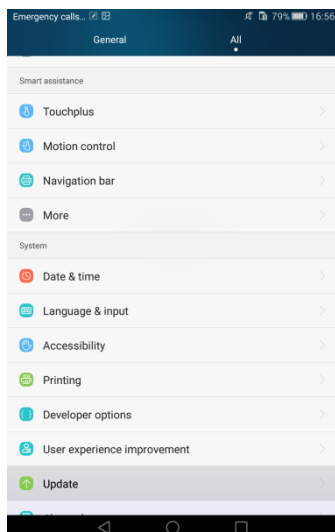 Emergency calls... 79% 16:56
General All
Smart assistance
Touchplus
Motion control
Navigation bar
More
System
Date & time
Language & input
Accessibility
Printing
Developer options
User experience improvement
Update